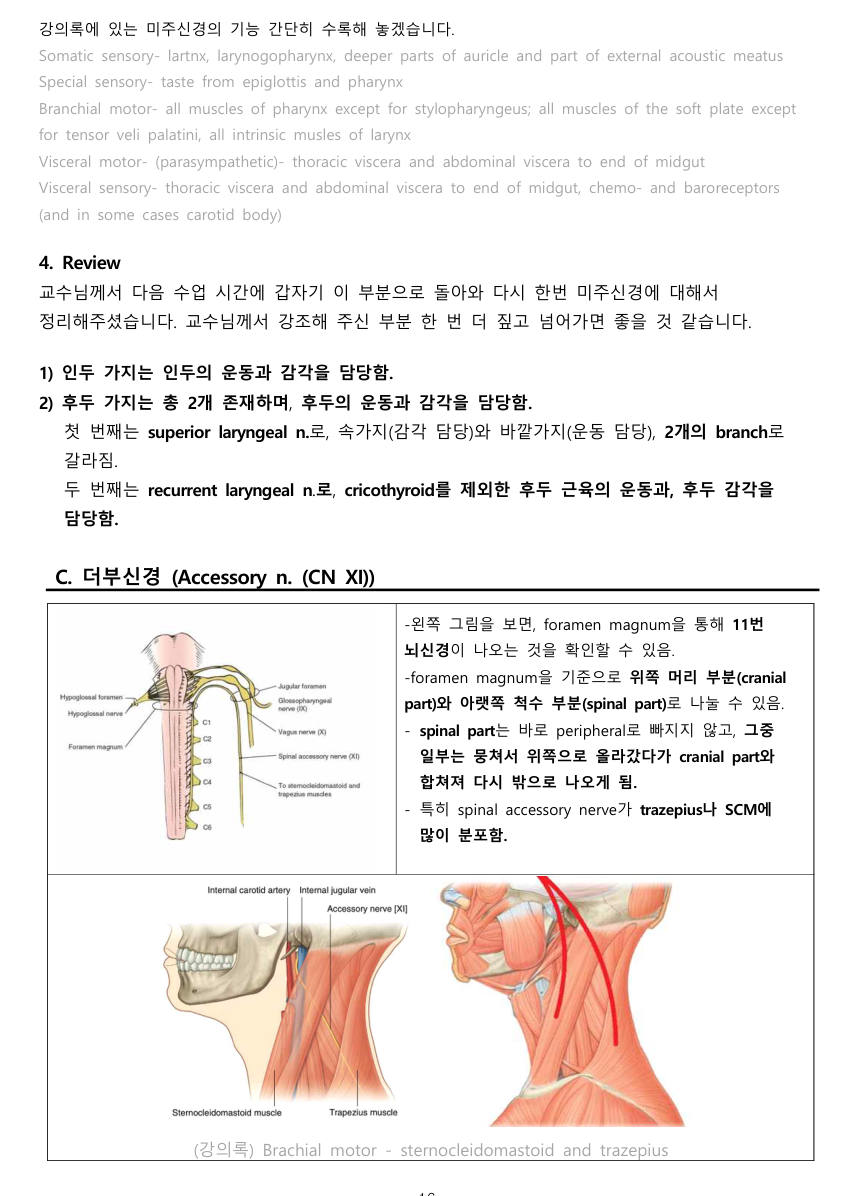 강의록에 있는 미주신경의 기능 간단히 수록해 놓겠습니다.
Somatic sensory- lartnx, larynogopharynx, deeper parts of auricle and part of external acoustic meatus
Special sensory- taste from epiglottis and pharynx
Branchial motor- all muscles of pharynx except for stylopharyngeus; all muscles of the soft plate except
for tensor veli palatini, all intrinsic musles of larynx
Visceral motor- (parasympathetic)- thoracic viscera and abdominal viscera to end of midgut
Visceral sensory- thoracic viscera and abdominal viscera to end of midgut, chemo- and baroreceptors
(and in some cases carotid body)
4. Review
교수님께서 다음 수업 시간에 갑자기 이 부분으로 돌아와 다시 한번 미주신경에 대해서
정리해주셨습니다. 교수님께서 강조해 주신 부분 한 번 더 짚고 넘어가면 좋을 것 같습니다.
1) 인두 가지는 인두의 운동과 감각을 담당함.
2) 후두 가지는 총 2개 존재하며, 후두의 운동과 감각을 담당함.
첫 번째는 superior laryngeal n.로, 속가지(감각 담당)와 바깥가지(운동 담당), 2개의 branch로
갈라짐.
두 번째는 recurrent laryngeal n.로, cricothyroid를 제외한 후두 근육의 운동과, 후두 감각을
담당함.
C. 더부신경 (Accessory n. (CN XI))
Hypoglossal foramen
Hypoglossal nerve
Foramen magnum
Jugular foramen
Glossopharyngeal
nerve (IX)
Vagus nerve (X)
Spinal accessory nerve (XI)
To sternocleidomastoid and
trapezius muscles
C1
C2
C3
C4
C5
C6
-왼쪽 그림을 보면, foramen magnum을 통해 11번
뇌신경이 나오는 것을 확인할 수 있음.
-foramen magnum을 기준으로 위쪽 머리 부분(cranial
part)와 아랫쪽 척수 부분(spinal part)로 나눌 수 있음.
- spinal part는 바로 peripheral로 빠지지 않고, 그중
일부는 뭉쳐서 위쪽으로 올라갔다가 cranial part와
합쳐져 다시 밖으로 나오게 됨.
- 특히 spinal accessory nerve가 trazepius나 SCM에
많이 분포함.
Internal carotid artery Internal jugular vein
Accessory nerve [XI]
Sternocleidomastoid muscle Trapezius muscle
(강의록) Brachial motor - sternocleidomastoid and trazepius